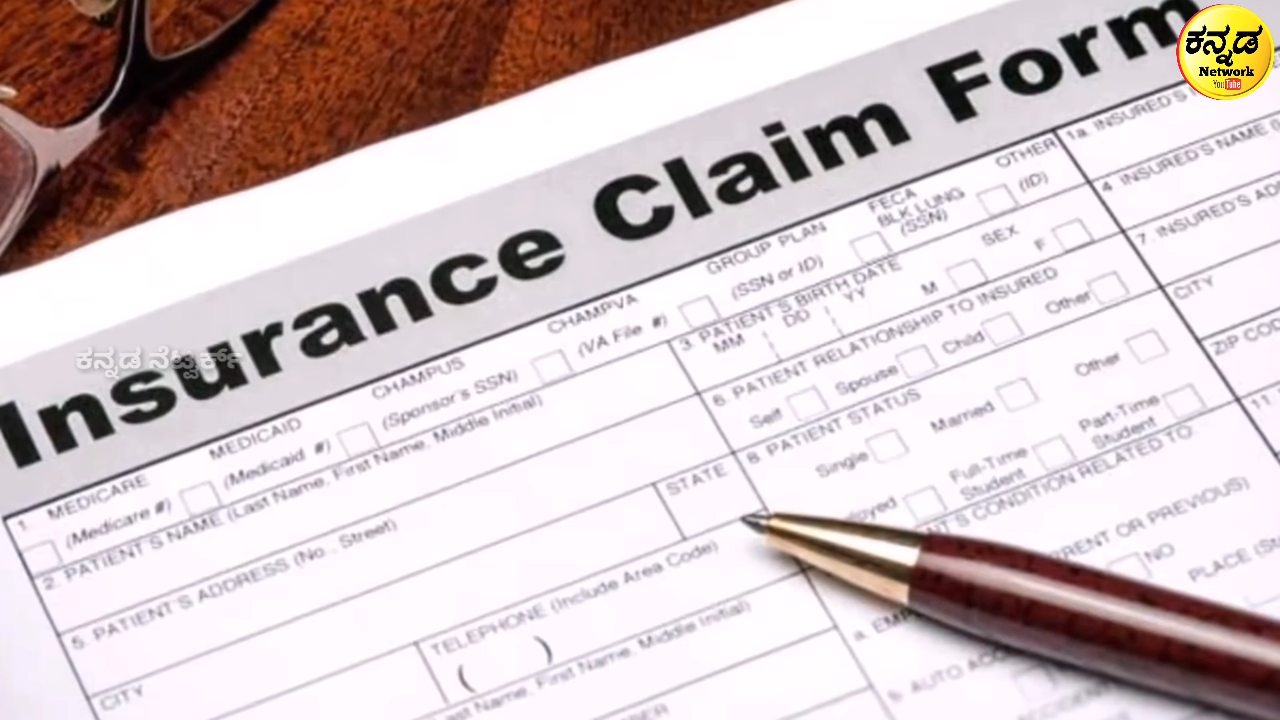 ಕನ್ನಡ
Network
YouTube
Insurance Claim Form
ಕನ್ನಡ ನೆಟ್ವರ್ಕ್
1. MEDICARE
MEDICAID
CHAMPUS
CHAMPVA
GROUP PLAN
FECA
BLK LUNG
OTHER
(Medicare #)
(Medicaid #)
(Sponsor's SSN)
(VA File #)
(SSN or ID)
(SSN)
(ID)
1a. INSURED'S
2. PATIENT'S NAME (Last Name, First Name, Middle Initial)
3. PATIENT'S BIRTH DATE
MM DD YY
SEX
M F
4. INSURED'S NAME
5. PATIENT'S ADDRESS (No., Street)
6. PATIENT RELATIONSHIP TO INSURED
Self Spouse Child Other
7. INSURED'S
CITY
STATE
8. PATIENT STATUS
Single Married Other
CITY
TELEPHONE (Include Area Code)
( )
Full-Time
Student
Part-Time
Student
ZIP
First Name, Middle Initial)
CONDITION RELATED TO:
11.
a.
OR PREVIOUS)
NO
b. AUTO
PLACE